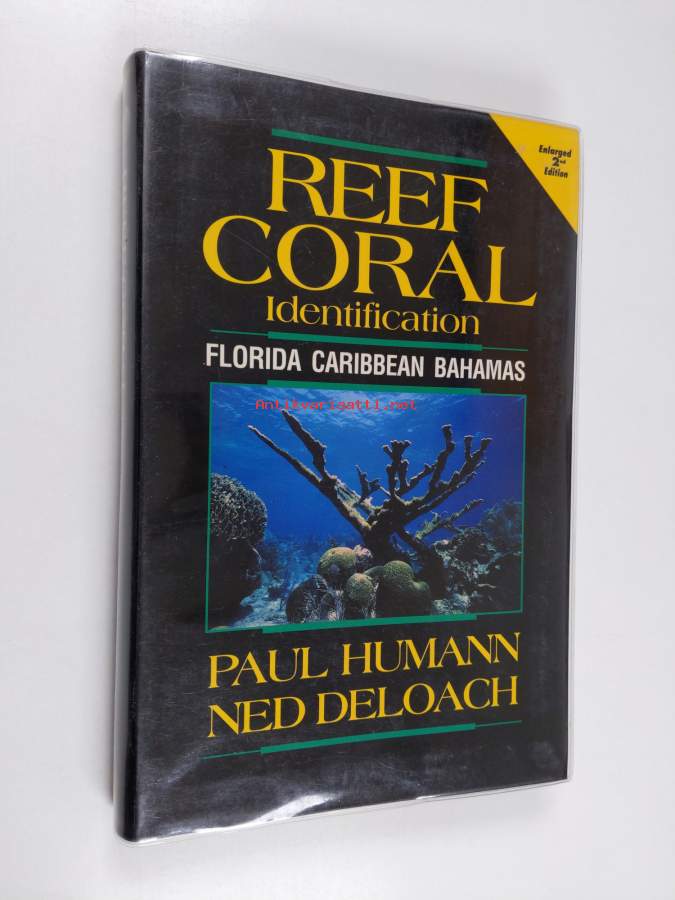 Enlarged
2nd
Edition
REEF
CORAL
Identification
FLORIDA CARIBBEAN BAHAMAS
Antikvariaatti.net
PAUL HUMANN
NED DELOACH